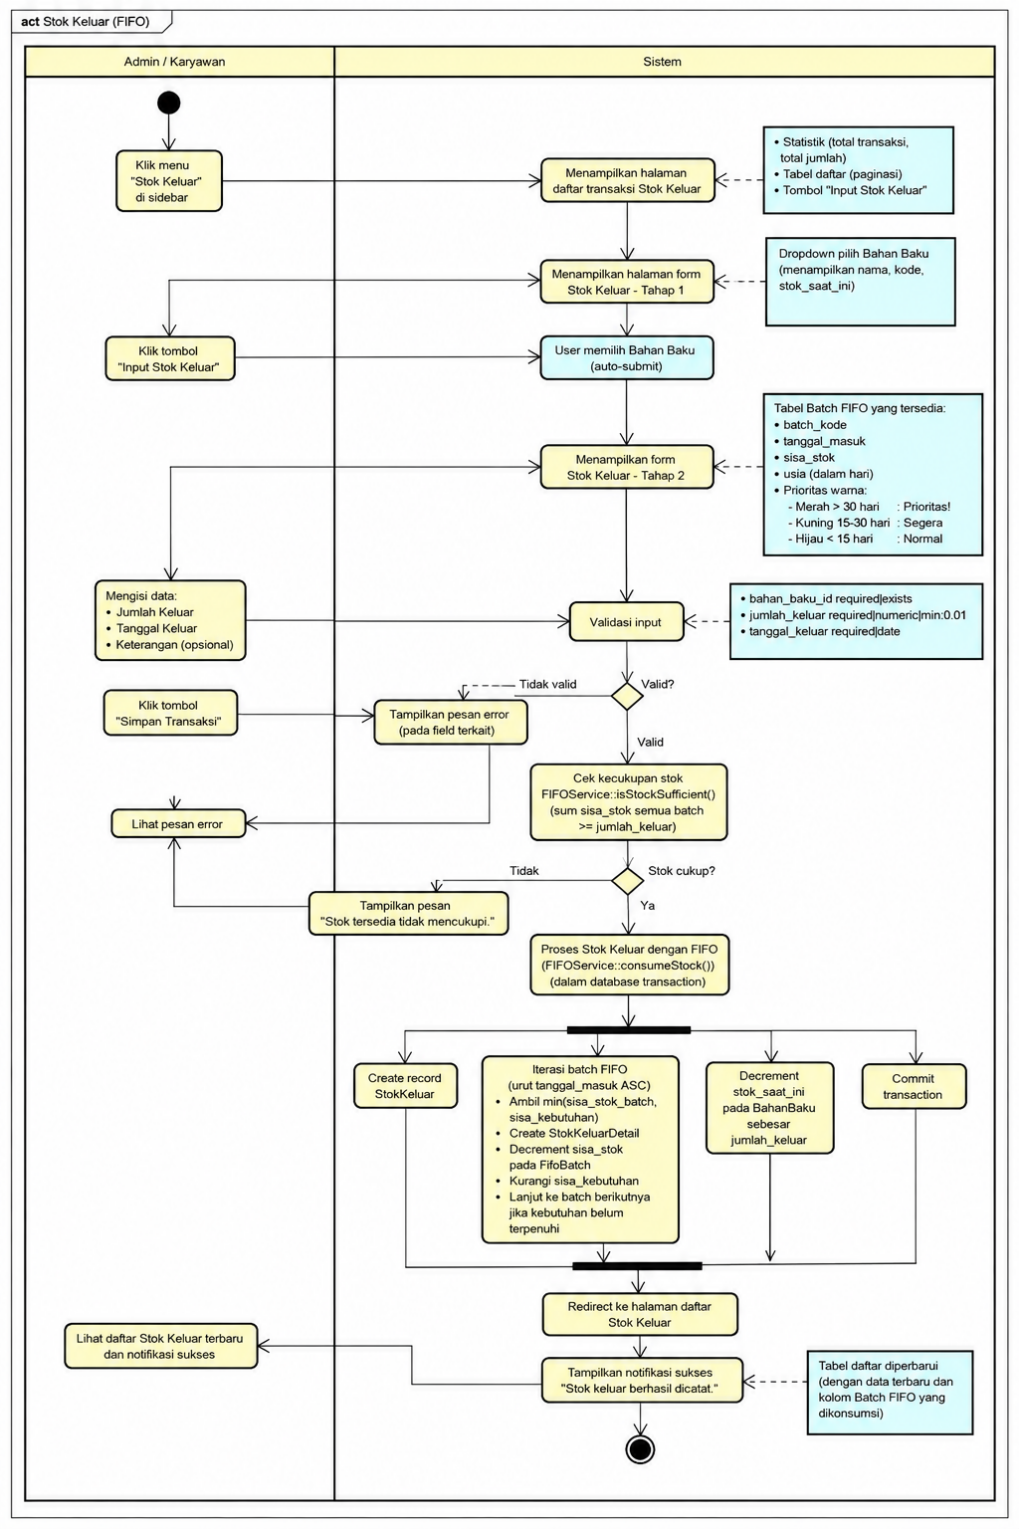 act Stok Keluar (FIFO)
Admin / Karyawan
Sistem
Klik menu
"Stok Keluar"
di sidebar
Menampilkan halaman
daftar transaksi Stok Keluar
• Statistik (total transaksi,
total jumlah)
• Tabel daftar (paginasi)
• Tombol "Input Stok Keluar"
Menampilkan halaman form
Stok Keluar - Tahap 1
Dropdown pilih Bahan Baku
(menampilkan nama, kode,
stok_saat_ini)
Klik tombol
"Input Stok Keluar"
User memilih Bahan Baku
(auto-submit)
Menampilkan form
Stok Keluar - Tahap 2
Tabel Batch FIFO yang tersedia:
• batch_kode
• tanggal_masuk
• sisa_stok
• usia (dalam hari)
• Prioritas warna:
- Merah > 30 hari : Prioritas!
- Kuning 15-30 hari : Segera
- Hijau < 15 hari : Normal
Mengisi data:
• Jumlah Keluar
• Tanggal Keluar
• Keterangan (opsional)
Validasi input
• bahan_baku_id required|exists
• jumlah_keluar required|numeric|min:0.01
• tanggal_keluar required|date
Tidak valid
Valid?
Klik tombol
"Simpan Transaksi"
Tampilkan pesan error
(pada field terkait)
Valid
Cek kecukupan stok
FIFOService::isStockSufficient()
(sum sisa_stok semua batch
>= jumlah_keluar)
Lihat pesan error
Tidak
Stok cukup?
Ya
Tampilkan pesan
"Stok tersedia tidak mencukupi."
Proses Stok Keluar dengan FIFO
(FIFOService::consumeStock())
(dalam database transaction)
Create record
StokKeluar
Iterasi batch FIFO
(urut tanggal_masuk ASC)
• Ambil min(sisa_stok_batch,
sisa_kebutuhan)
• Create StokKeluarDetail
• Decrement sisa_stok
pada FifoBatch
• Kurangi sisa_kebutuhan
• Lanjut ke batch berikutnya
jika kebutuhan belum
terpenuhi
Decrement
stok_saat_ini
pada BahanBaku
sebesar
jumlah_keluar
Commit
transaction
Redirect ke halaman daftar
Stok Keluar
Lihat daftar Stok Keluar terbaru
dan notifikasi sukses
Tampilkan notifikasi sukses
"Stok keluar berhasil dicatat."
Tabel daftar diperbarui
(dengan data terbaru dan
kolom Batch FIFO yang
dikonsumsi)